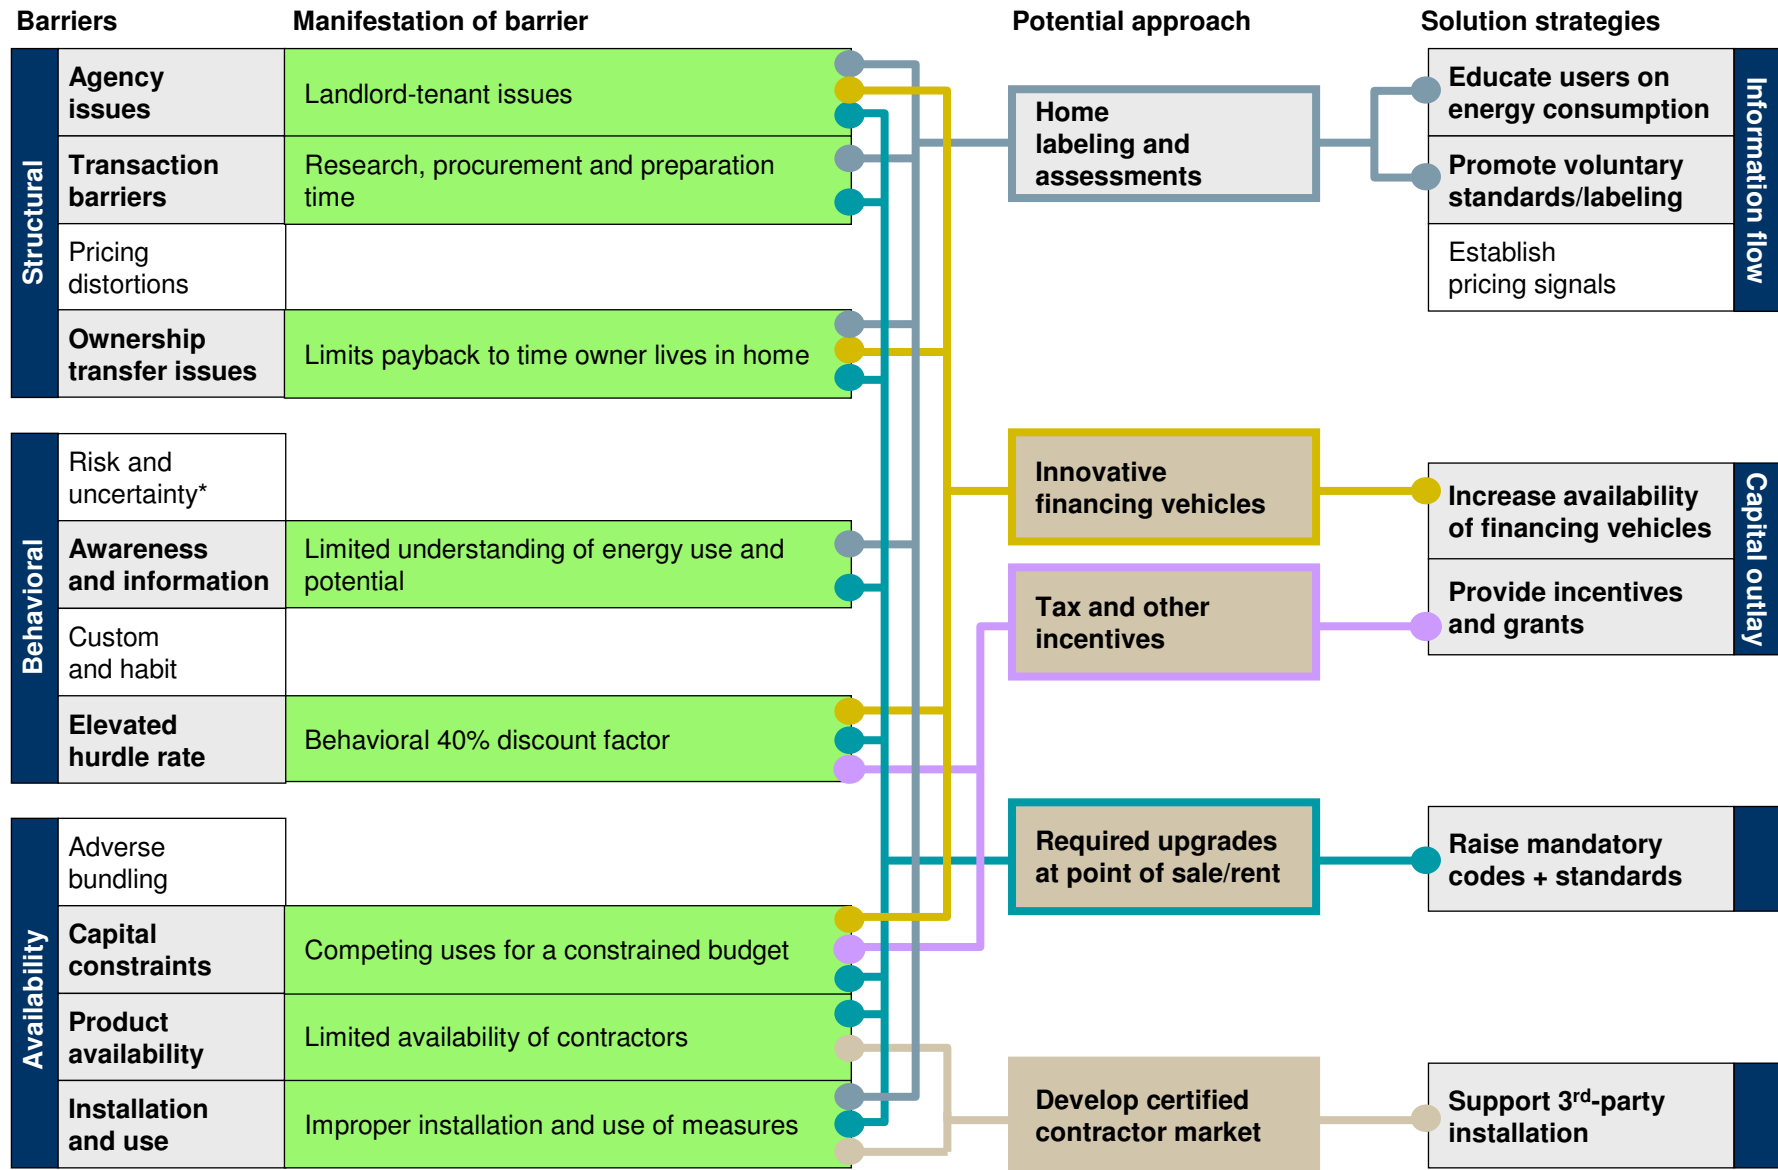 Barriers
Manifestation of barrier
Potential approach
Solution strategies
Structural
Agency
issues
Landlord-tenant issues
Transaction
barriers
Research, procurement and preparation
time
Pricing
distortions
Ownership
transfer issues
Limits payback to time owner lives in home
Behavioral
Risk and
uncertainty*
Awareness
and information
Limited understanding of energy use and
potential
Custom
and habit
Elevated
hurdle rate
Behavioral 40% discount factor
Availability
Adverse
bundling
Capital
constraints
Competing uses for a constrained budget
Product
availability
Limited availability of contractors
Installation
and use
Improper installation and use of measures
Home
labeling and
assessments
Innovative
financing vehicles
Tax and other
incentives
Required upgrades
at point of sale/rent
Develop certified
contractor market
Educate users on
energy consumption
Promote voluntary
standards/labeling
Establish
pricing signals
Information flow
Increase availability
of financing vehicles
Provide incentives
and grants
Capital outlay
Raise mandatory
codes + standards
Support 3rd-party
installation